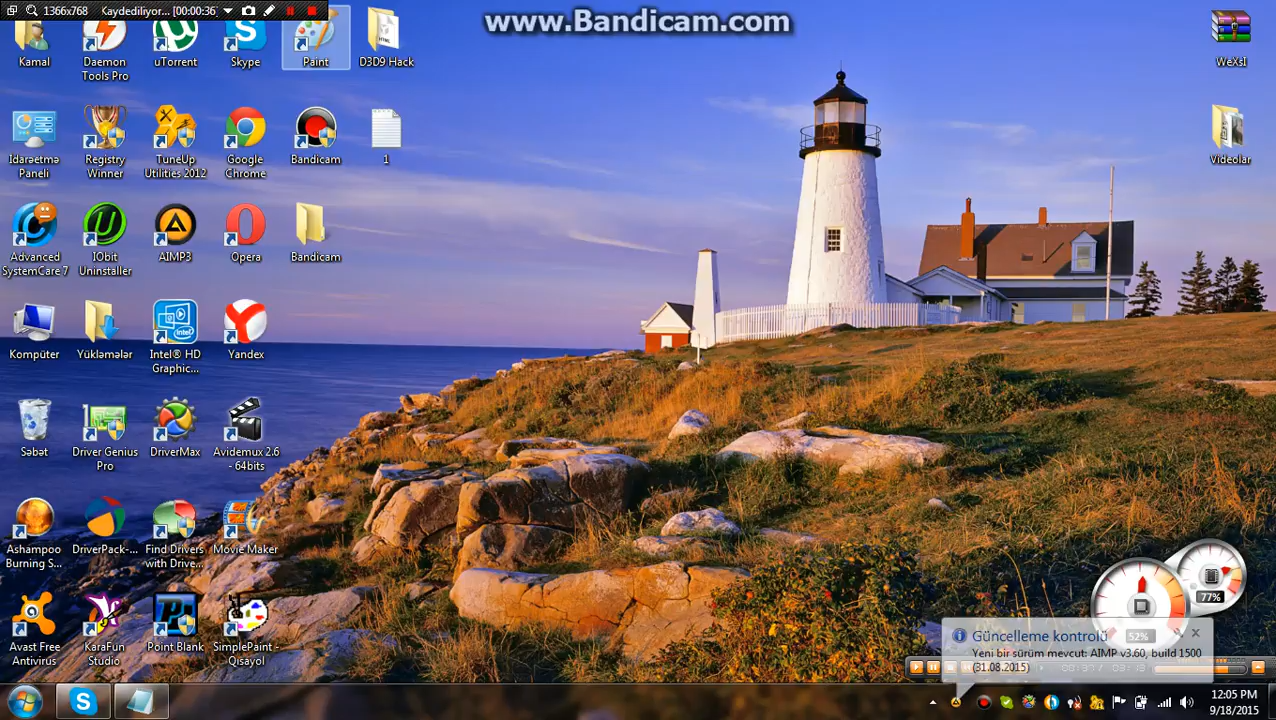 1366x768 Kaydediliyor... [00:00:36]
www.Bandicam.com
Kamal
Daemon
Tools Pro
uTorrent
Skype
Paint
D3D9 Hack
WeXsl
İdarəetmə
Paneli
Registry
Winner
TuneUp
Utilities 2012
Google
Chrome
Bandicam
1
Videolar
Advanced
SystemCare 7
IObit
Uninstaller
AIMP3
Opera
Bandicam
Kompüter
Yükləmələr
Intel® HD
Graphic...
Yandex
Səbət
Driver Genius
Pro
DriverMax
Avidemux 2.6
- 64bits
Ashampoo
Burning S...
DriverPack-...
Find Drivers
with Drive...
Movie Maker
Avast Free
Antivirus
KaraFun
Studio
Point Blank
SimplePaint -
Qısayol
77%
52%
Güncelleme kontrolü
Yeni bir sürüm mevcut: AIMP v3.60, build 1500
(31.08.2015)
12:05 PM
9/18/2015